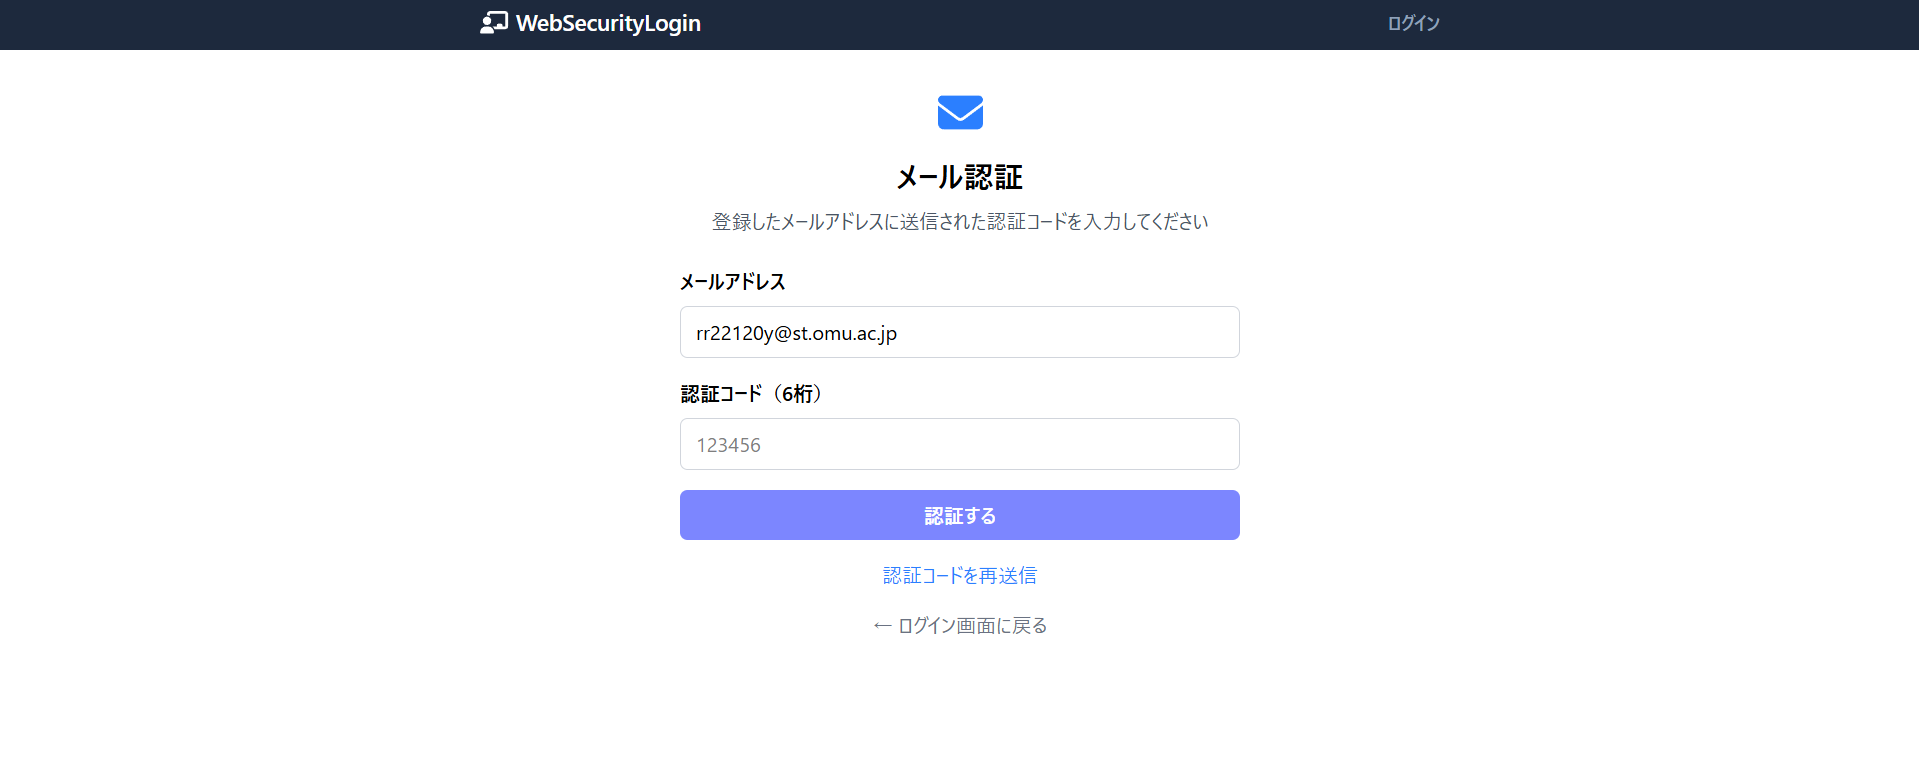 WebSecurityLogin
ログイン
メール認証
登録したメールアドレスに送信された認証コードを入力してください
メールアドレス
rr22120y@st.omu.ac.jp
認証コード（6桁）
123456
認証する
認証コードを再送信
← ログイン画面に戻る